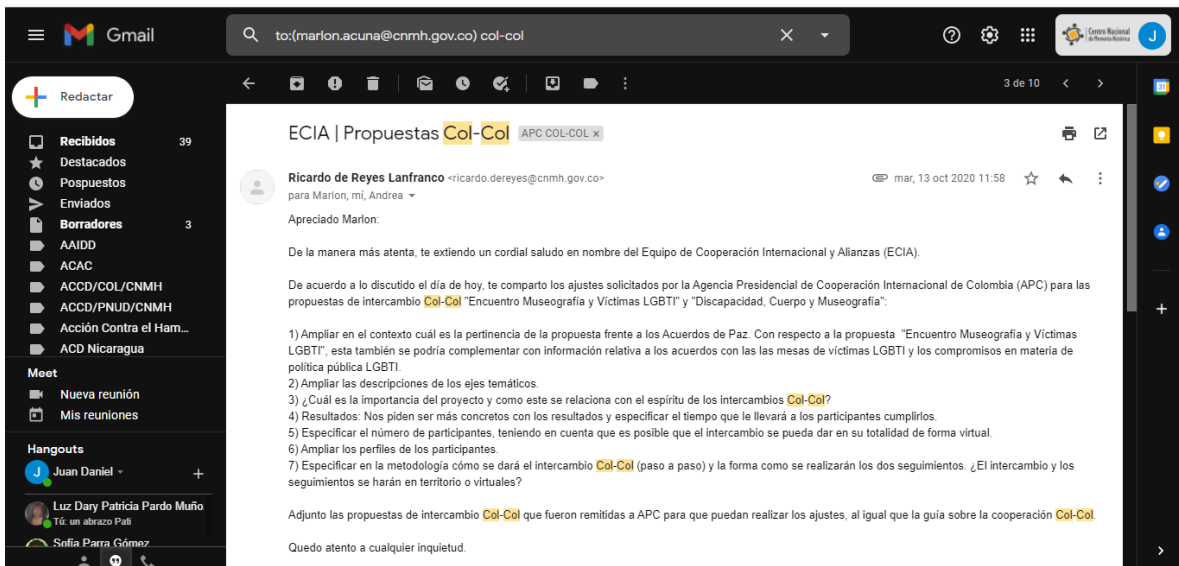 Gmail
to:(marlon.acuna@cnmh.gov.co) col-col
Centro Nacional
de Memoria Histórica
J
Redactar
3 de 10
31
Recibidos 39
Destacados
Pospuestos
Enviados
Borradores 3
AAIDD
ACAC
ACCD/COL/CNMH
ACCD/PNUD/CNMH
Acción Contra el Ham...
ACD Nicaragua
Meet
Nueva reunión
Mis reuniones
Hangouts
J Juan Daniel
Luz Dary Patricia Pardo Muño
Tú: un abrazo Pati
Sofía Parra Gómez
ECIA | Propuestas Col-Col APC COL-COL x
Ricardo de Reyes Lanfranco <ricardo.dereyes@cnmh.gov.co> mar, 13 oct 2020 11:58
para Marlon, mí, Andrea
Apreciado Marlon:
De la manera más atenta, te extiendo un cordial saludo en nombre del Equipo de Cooperación Internacional y Alianzas (ECIA).
De acuerdo a lo discutido el día de hoy, te comparto los ajustes solicitados por la Agencia Presidencial de Cooperación Internacional de Colombia (APC) para las
propuestas de intercambio Col-Col "Encuentro Museografía y Víctimas LGBTI" y "Discapacidad, Cuerpo y Museografía":
1) Ampliar en el contexto cuál es la pertinencia de la propuesta frente a los Acuerdos de Paz. Con respecto a la propuesta "Encuentro Museografía y Víctimas
LGBTI", esta también se podría complementar con información relativa a los acuerdos con las las mesas de víctimas LGBTI y los compromisos en materia de
política pública LGBTI.
2) Ampliar las descripciones de los ejes temáticos.
3) ¿Cuál es la importancia del proyecto y como este se relaciona con el espíritu de los intercambios Col-Col?
4) Resultados: Nos piden ser más concretos con los resultados y especificar el tiempo que le llevará a los participantes cumplirlos.
5) Especificar el número de participantes, teniendo en cuenta que es posible que el intercambio se pueda dar en su totalidad de forma virtual.
6) Ampliar los perfiles de los participantes.
7) Especificar en la metodología cómo se dará el intercambio Col-Col (paso a paso) y la forma como se realizarán los dos seguimientos. ¿El intercambio y los
seguimientos se harán en territorio o virtuales?
Adjunto las propuestas de intercambio Col-Col que fueron remitidas a APC para que puedan realizar los ajustes, al igual que la guía sobre la cooperación Col-Col.
Quedo atento a cualquier inquietud.